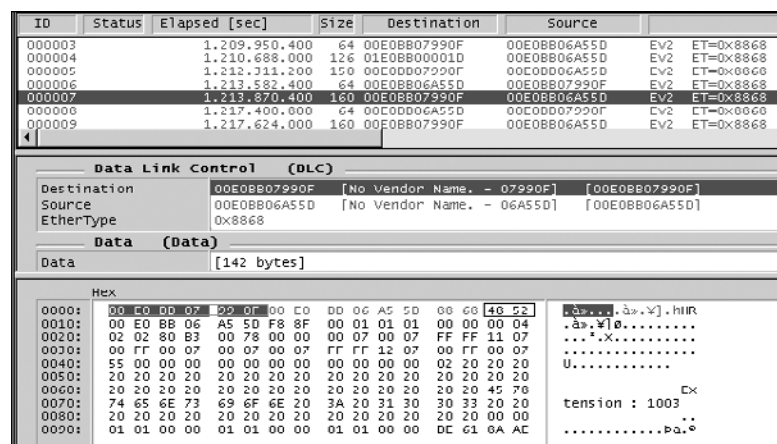 ID Status Elapsed [sec] Size Destination Source
000003 1.209.950.400 64 00E0BB07990F 00E0BB06A55D Ev2 ET=0x8868
000004 1.210.688.000 126 01E0BB00001D 00E0BB06A55D Ev2 ET=0x8868
000005 1.212.311.200 150 00E0BB07990F 00E0BB06A55D Ev2 ET=0x8868
000006 1.213.582.400 64 00E0BB06A55D 00E0BB07990F Ev2 ET=0x8868
000007 1.213.870.400 160 00E0BB07990F 00E0BB06A55D Ev2 ET=0x8868
000008 1.217.400.800 64 00E0BB06A55D 00E0BB07990F Ev2 ET=0x8868
000009 1.217.624.000 160 00E0BB07990F 00E0BB06A55D Ev2 ET=0x8868
Data Link Control (DLC)
Destination 00E0BB07990F [No Vendor Name. - 07990F] [00E0BB07990F]
Source 00E0BB06A55D [No Vendor Name. - 06A55D] [00E0BB06A55D]
EtherType 0x8868
Data (Data)
Data [142 bytes]
Hex
0000: 00 E0 BB 07 99 0F 00 E0 BB 06 A5 5D 88 68 48 52 .à»....à».¥].hHR
0010: 00 E0 BB 06 A5 5D F8 8F 00 01 01 01 00 00 00 04 .à».¥]ø.........
0020: 02 02 80 B3 00 78 00 00 00 07 00 07 FF FF 11 07
0030: 00 FF 00 07 00 07 00 07 FF FF 12 07 00 FF 00 07 ................
0040: 55 00 00 00 00 00 00 00 00 00 00 00 02 20 20 20 U............
0050: 20 20 20 20 20 20 20 20 20 20 20 20 20 20 20 20
0060: 20 20 20 20 20 20 20 20 20 20 20 20 20 20 45 78 Ex
0070: 74 65 6E 73 69 6F 6E 20 3A 20 31 30 30 33 20 20 tension : 1003
0080: 20 20 20 20 20 20 20 20 20 20 20 20 20 20 00 00 ..
0090: 01 01 00 00 01 01 00 00 01 01 00 00 DE 61